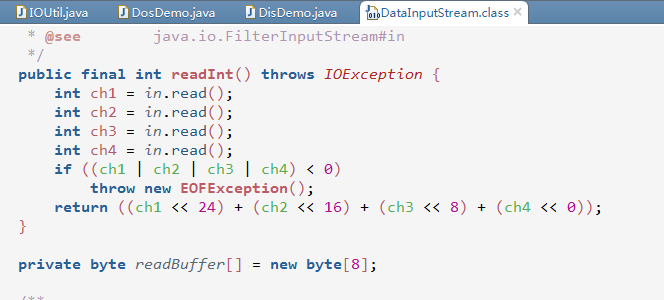 IOUtil.java DosDemo.java DisDemo.java DataInputStream.class
* @see java.io.FilterInputStream#in
*/
public final int readInt() throws IOException {
int ch1 = in.read();
int ch2 = in.read();
int ch3 = in.read();
int ch4 = in.read();
if ((ch1 | ch2 | ch3 | ch4) < 0)
throw new EOFException();
return ((ch1 << 24) + (ch2 << 16) + (ch3 << 8) + (ch4 << 0));
}
private byte readBuffer[] = new byte[8];
/**